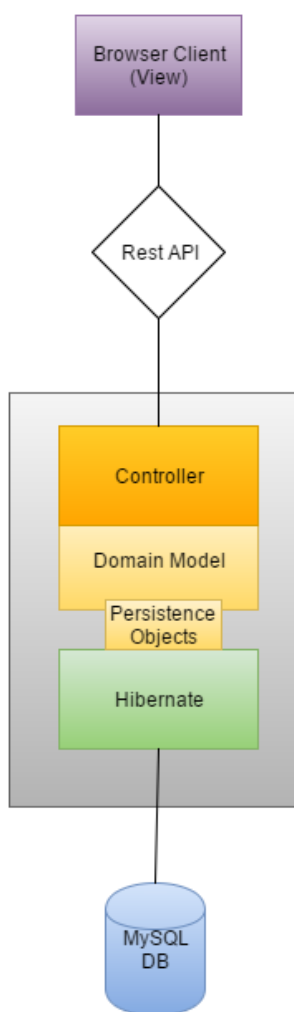 Browser Client
(View)
Rest API
Controller
Domain Model
Persistence
Objects
Hibernate
MySQL
DB